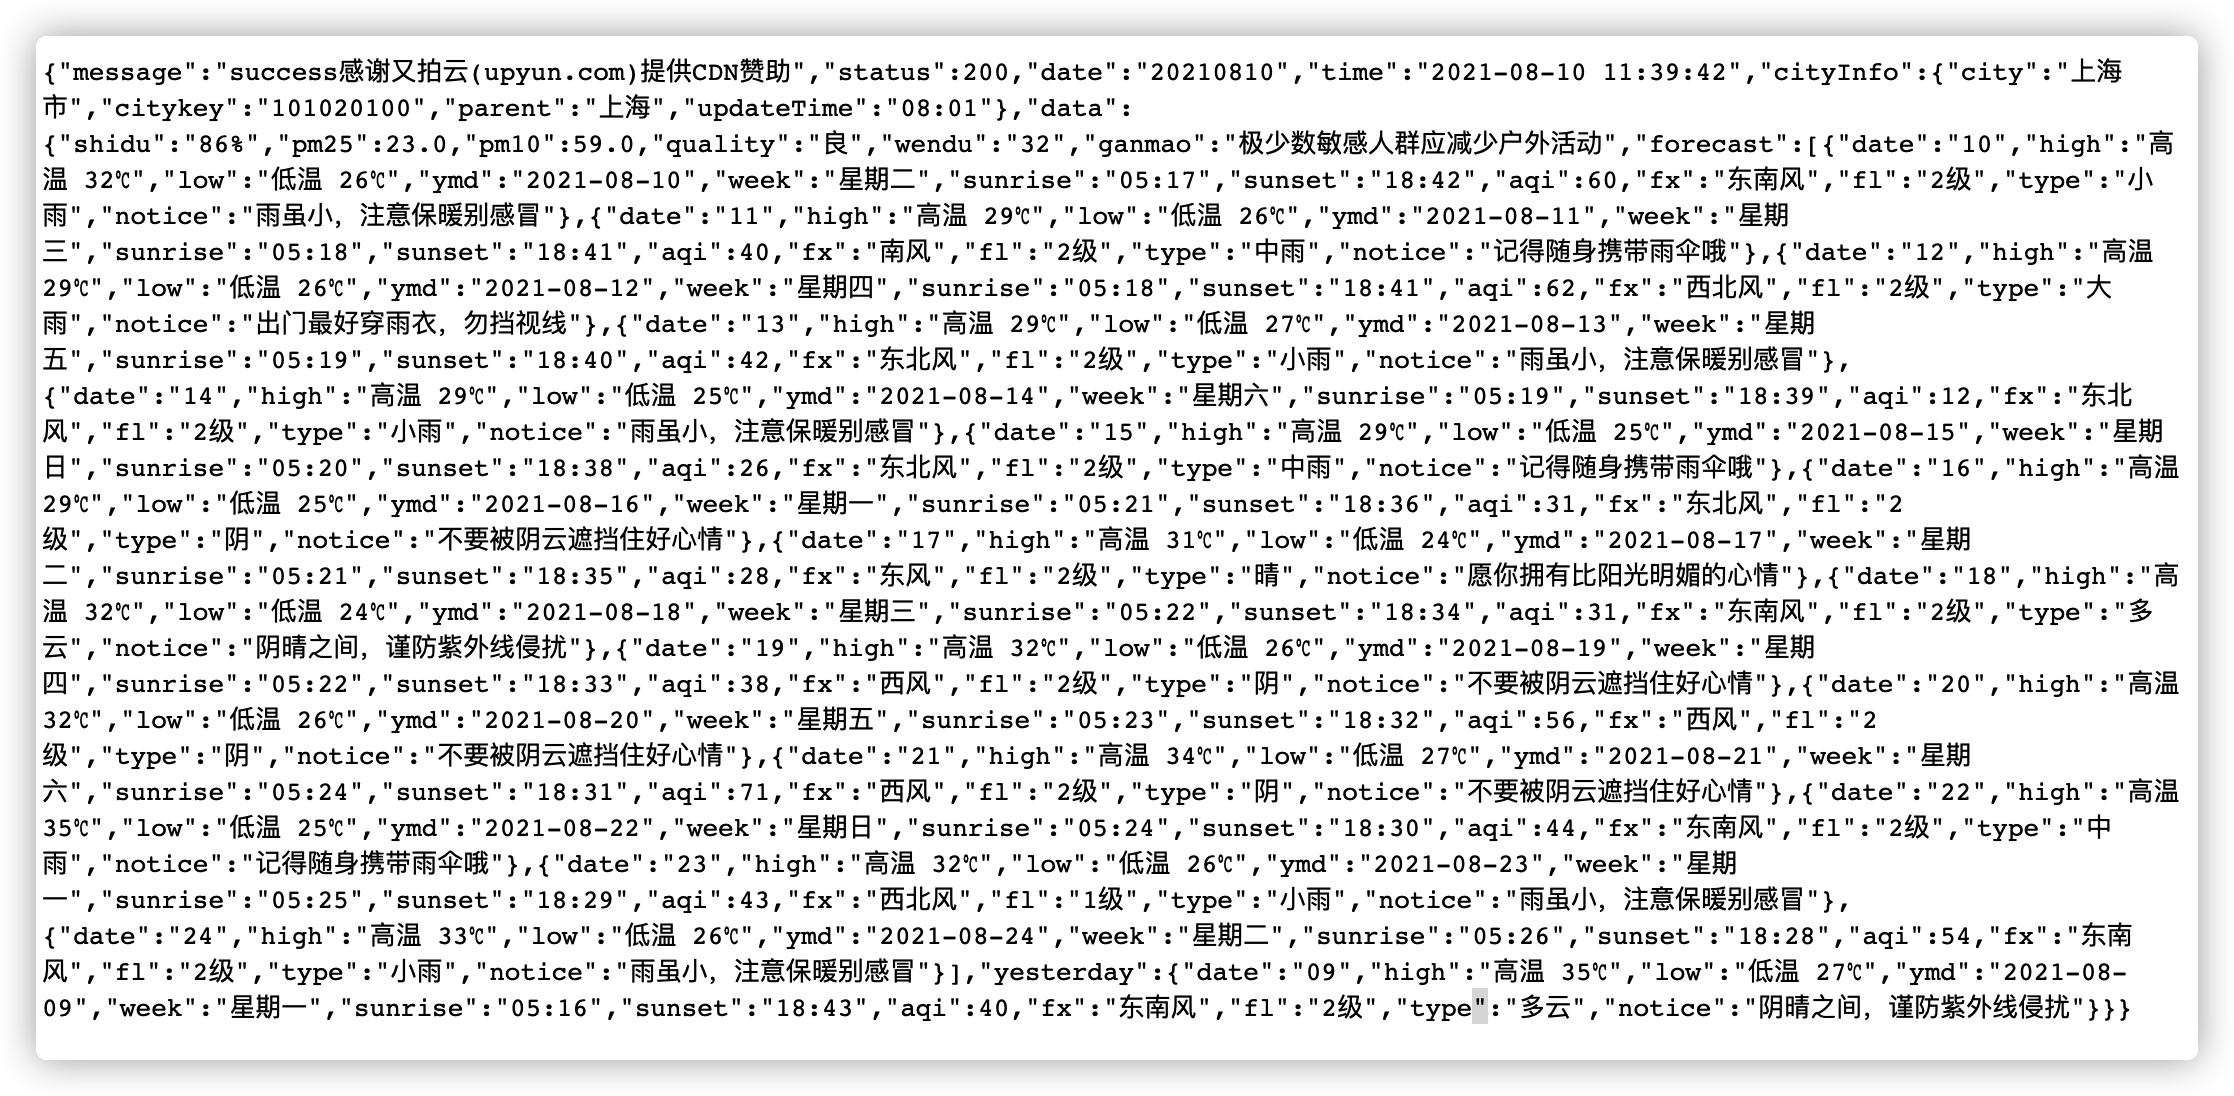 {"message":"success感谢又拍云(upyun.com)提供CDN赞助","status":200,"date":"20210810","time":"2021-08-10 11:39:42","cityInfo":{"city":"上海
市","citykey":"101020100","parent":"上海","updateTime":"08:01"},"data":
{"shidu":"86%","pm25":23.0,"pm10":59.0,"quality":"良","wendu":"32","ganmao":"极少数敏感人群应减少户外活动","forecast":[{"date":"10","high":"高
温 32℃","low":"低温 26℃","ymd":"2021-08-10","week":"星期二","sunrise":"05:17","sunset":"18:42","aqi":60,"fx":"东南风","fl":"2级","type":"小
雨","notice":"雨虽小，注意保暖别感冒"},{"date":"11","high":"高温 29℃","low":"低温 26℃","ymd":"2021-08-11","week":"星期
三","sunrise":"05:18","sunset":"18:41","aqi":40,"fx":"南风","fl":"2级","type":"中雨","notice":"记得随身携带雨伞哦"},{"date":"12","high":"高温
29℃","low":"低温 26℃","ymd":"2021-08-12","week":"星期四","sunrise":"05:18","sunset":"18:41","aqi":62,"fx":"西北风","fl":"2级","type":"大
雨","notice":"出门最好穿雨衣，勿挡视线"},{"date":"13","high":"高温 29℃","low":"低温 27℃","ymd":"2021-08-13","week":"星期
五","sunrise":"05:19","sunset":"18:40","aqi":42,"fx":"东北风","fl":"2级","type":"小雨","notice":"雨虽小，注意保暖别感冒"},
{"date":"14","high":"高温 29℃","low":"低温 25℃","ymd":"2021-08-14","week":"星期六","sunrise":"05:19","sunset":"18:39","aqi":12,"fx":"东北
风","fl":"2级","type":"小雨","notice":"雨虽小，注意保暖别感冒"},{"date":"15","high":"高温 29℃","low":"低温 25℃","ymd":"2021-08-15","week":"星期
日","sunrise":"05:20","sunset":"18:38","aqi":26,"fx":"东北风","fl":"2级","type":"中雨","notice":"记得随身携带雨伞哦"},{"date":"16","high":"高温
29℃","low":"低温 25℃","ymd":"2021-08-16","week":"星期一","sunrise":"05:21","sunset":"18:36","aqi":31,"fx":"东北风","fl":"2
级","type":"阴","notice":"不要被阴云遮挡住好心情"},{"date":"17","high":"高温 31℃","low":"低温 24℃","ymd":"2021-08-17","week":"星期
二","sunrise":"05:21","sunset":"18:35","aqi":28,"fx":"东风","fl":"2级","type":"晴","notice":"愿你拥有比阳光明媚的心情"},{"date":"18","high":"高
温 32℃","low":"低温 24℃","ymd":"2021-08-18","week":"星期三","sunrise":"05:22","sunset":"18:34","aqi":31,"fx":"东南风","fl":"2级","type":"多
云","notice":"阴晴之间，谨防紫外线侵扰"},{"date":"19","high":"高温 32℃","low":"低温 26℃","ymd":"2021-08-19","week":"星期
四","sunrise":"05:22","sunset":"18:33","aqi":38,"fx":"西风","fl":"2级","type":"阴","notice":"不要被阴云遮挡住好心情"},{"date":"20","high":"高温
32℃","low":"低温 26℃","ymd":"2021-08-20","week":"星期五","sunrise":"05:23","sunset":"18:32","aqi":56,"fx":"西风","fl":"2
级","type":"阴","notice":"不要被阴云遮挡住好心情"},{"date":"21","high":"高温 34℃","low":"低温 27℃","ymd":"2021-08-21","week":"星期
六","sunrise":"05:24","sunset":"18:31","aqi":71,"fx":"西风","fl":"2级","type":"阴","notice":"不要被阴云遮挡住好心情"},{"date":"22","high":"高温
35℃","low":"低温 25℃","ymd":"2021-08-22","week":"星期日","sunrise":"05:24","sunset":"18:30","aqi":44,"fx":"东南风","fl":"2级","type":"中
雨","notice":"记得随身携带雨伞哦"},{"date":"23","high":"高温 32℃","low":"低温 26℃","ymd":"2021-08-23","week":"星期
一","sunrise":"05:25","sunset":"18:29","aqi":43,"fx":"西北风","fl":"1级","type":"小雨","notice":"雨虽小，注意保暖别感冒"},
{"date":"24","high":"高温 33℃","low":"低温 26℃","ymd":"2021-08-24","week":"星期二","sunrise":"05:26","sunset":"18:28","aqi":54,"fx":"东南
风","fl":"2级","type":"小雨","notice":"雨虽小，注意保暖别感冒"}],"yesterday":{"date":"09","high":"高温 35℃","low":"低温 27℃","ymd":"2021-08-
09","week":"星期一","sunrise":"05:16","sunset":"18:43","aqi":40,"fx":"东南风","fl":"2级","type":"多云","notice":"阴晴之间，谨防紫外线侵扰"}}}